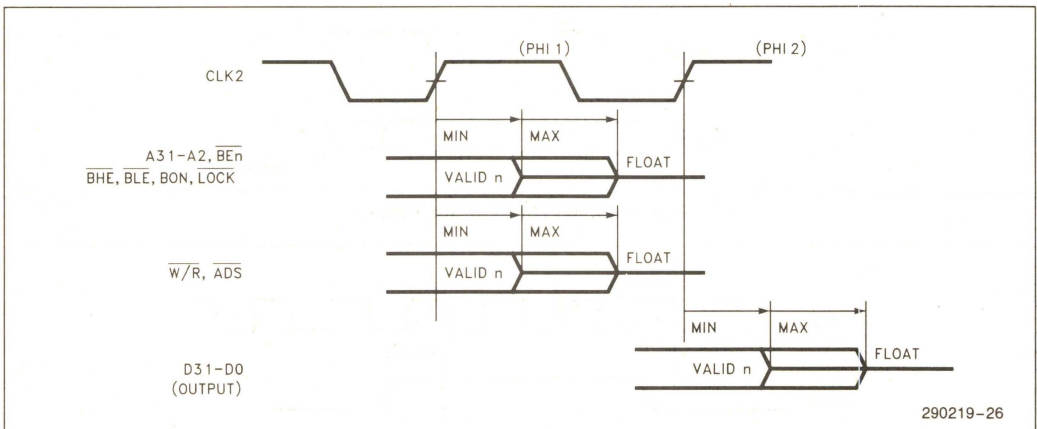 (PHI 1)
(PHI 2)
CLK2
MIN
MAX
A31-A2, BEn
FLOAT
BHE, BLE, BON, LOCK
VALID n
MIN
MAX
FLOAT
W/R, ADS
VALID n
MIN
MAX
FLOAT
D31-D0
VALID n
(OUTPUT)
290219-26